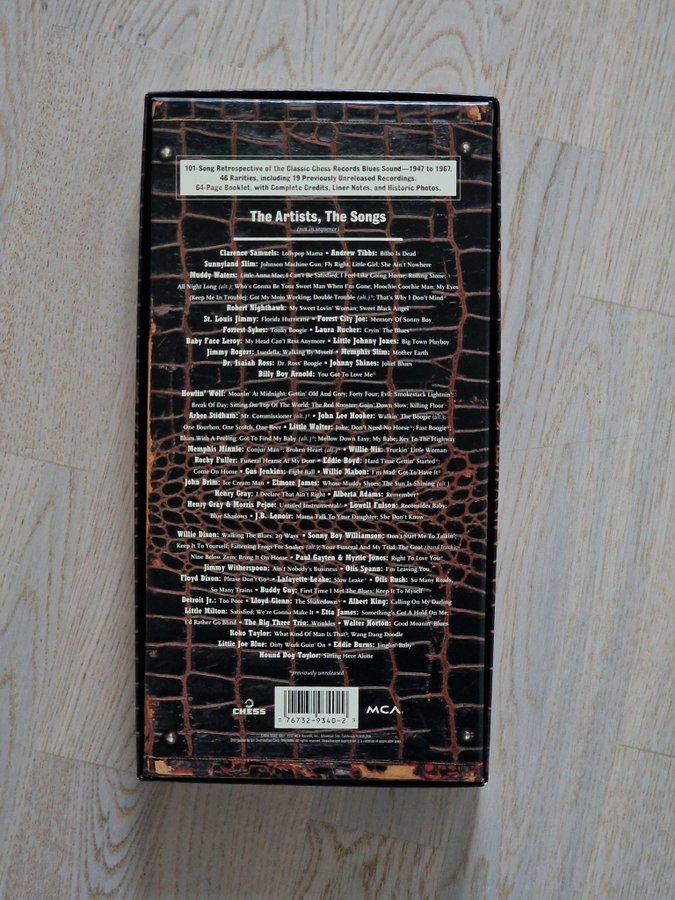 101-Song Retrospective of the Classic Chess Records Blues Sound—1947 to 1967.
46 Rarities, including 19 Previously Unreleased Recordings.
64-Page Booklet, with Complete Credits, Liner Notes, and Historic Photos.
The Artists, The Songs
(not in sequence)
Clarence Samuels: Lollypop Mama • Andrew Tibbs: Bilbo Is Dead
Sunnyland Slim: Johnson Machine Gun; Fly Right, Little Girl; She Ain't Nowhere
Muddy Waters: Little Anna Mae; I Can't Be Satisfied; I Feel Like Going Home; Rolling Stone;
All Night Long (alt.); Who's Gonna Be Your Sweet Man When I'm Gone; Hoochie Coochie Man; My Eyes
(Keep Me In Trouble); Got My Mojo Working; Double Trouble (alt.)*; That's Why I Don't Mind*
Robert Nighthawk: My Sweet Lovin' Woman; Sweet Black Angel
St. Louis Jimmy: Florida Hurricane • Forest City Joe: Memory Of Sonny Boy
Forrest Sykes: Tonky Boogie • Laura Rucker: Cryin' The Blues*
Baby Face Leroy: My Head Can't Rest Anymore • Little Johnny Jones: Big Town Playboy
Jimmy Rogers: Luedella; Walking By Myself • Memphis Slim: Mother Earth
Dr. Isaiah Ross: Dr. Ross' Boogie • Johnny Shines: Joliet Blues
Billy Boy Arnold: You Got To Love Me*
Howlin' Wolf: Moanin' At Midnight; Gettin' Old And Grey; Forty Four; Evil; Smokestack Lightnin';
Break Of Day; Sitting On Top Of The World; The Red Rooster; Goin' Down Slow; Killing Floor
Arbee Stidham: Mr. Commissioner (alt.)* • John Lee Hooker: Walkin' The Boogie (alt.);
One Bourbon, One Scotch, One Beer • Little Walter: Juke; Don't Need No Horse*; Fast Boogie*
Blues With A Feeling; Got To Find My Baby (alt.)*; Mellow Down Easy; My Babe; Key To The Highway
Memphis Minnie: Conjur Man*; Broken Heart (alt.)* • Willie Nix: Truckin' Little Woman
Rocky Fuller: Funeral Hearse At My Door • Eddie Boyd: Hard Time Gettin' Started*;
Come On Home • Gus Jenkins: Eight Ball • Willie Mabon: I'm Mad; Got To Have It*
John Brim: Ice Cream Man • Elmore James: Whose Muddy Shoes; The Sun Is Shining (alt.)
Henry Gray: I Declare That Ain't Right • Alberta Adams: Remember*
Henry Gray & Morris Pejoe: Untitled Instrumental* • Lowell Fulson: Reconsider Baby;
Blue Shadows • J.B. Lenoir: Mama Talk To Your Daughter; She Don't Know
Willie Dixon: Walking The Blues; 29 Ways • Sonny Boy Williamson: Don't Start Me To Talkin';
Keep It To Yourself; Fattening Frogs For Snakes (alt.); Your Funeral And My Trial; The Goat (band track);
Nine Below Zero; Bring It On Home • Paul Gayten & Myrtle Jones: Right To Love You*
Jimmy Witherspoon: Ain't Nobody's Business • Otis Spann: I'm Leaving You*
Floyd Dixon: Please Don't Go* • Lafayette Leake: Slow Leake* • Otis Rush: So Many Roads,
So Many Trains • Buddy Guy: First Time I Met The Blues; Keep It To Myself
Detroit Jr.: Too Poor • Lloyd Glenn: The Shakedown* • Albert King: Calling On My Darling
Little Milton: Satisfied; We're Gonna Make It • Etta James: Something's Got A Hold On Me;
I'd Rather Go Blind • The Big Three Trio: Wrinkles • Walter Horton: Good Moanin' Blues
Koko Taylor: What Kind Of Man Is That?; Wang Dang Doodle
Little Joe Blue: Dirty Work Goin' On • Eddie Burns: Jinglin' Baby*
Hound Dog Taylor: Sitting Here Alone
*previously unreleased
CHESS
0 76732-9340-2 9
MCA